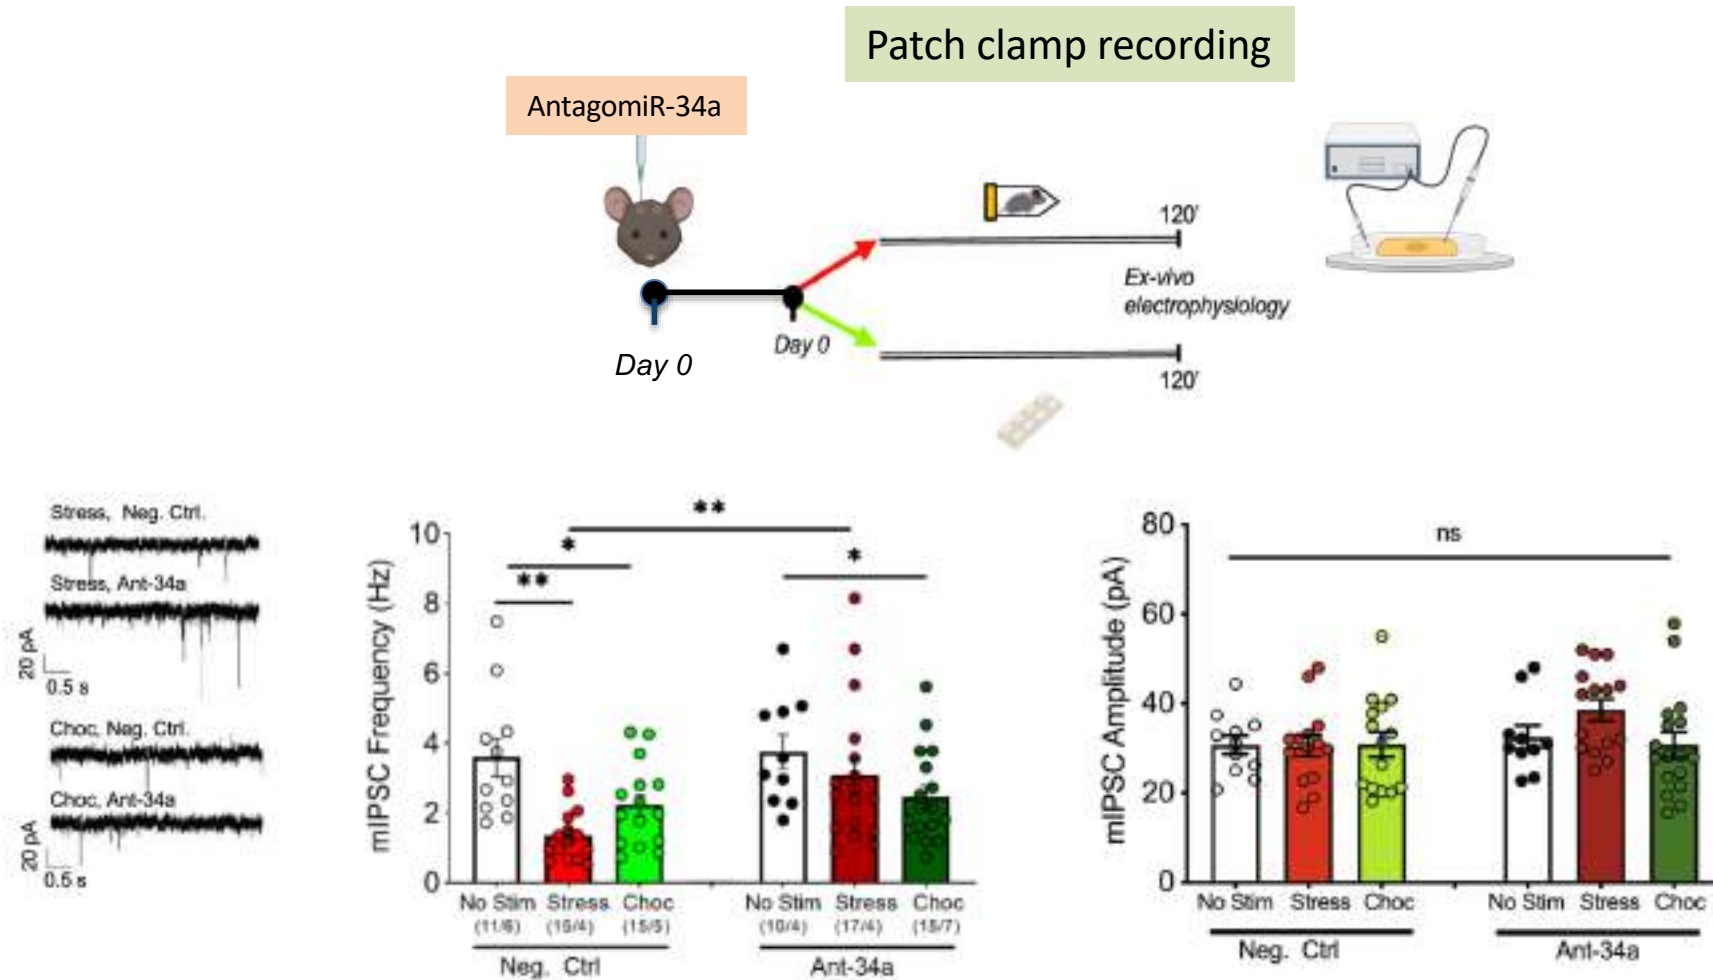 Patch clamp recording
AntagomiR-34a
120'
Ex-vivo
electrophysiology
Day 0
Day 0
120'
Stress, Neg. Ctrl.
Stress, Ant-34a
20 pA
0.5 s
Choc, Neg. Ctrl.
Choc, Ant-34a
20 pA
0.5 s
mIPSC Frequency (Hz)
10
8
6
4
2
0
**
*
**
*
No Stim Stress Choc
(11/6) (15/5)
No Stim Stress Choc
(10/4) (17/4) (15/7)
Neg. Ctrl
Ant-34a
mIPSC Amplitude (pA)
80
60
40
20
0
ns
No Stim Stress Choc
No Stim Stress Choc
Neg. Ctrl
Ant-34a